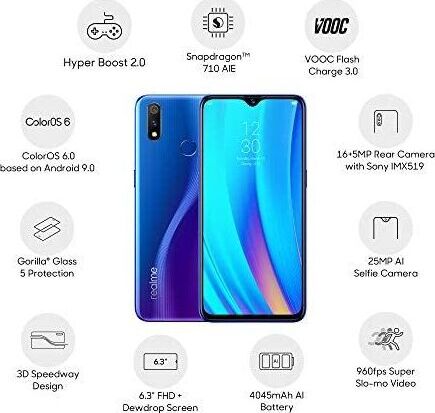 VOOC
Hyper Boost 2.0
Snapdragon™
710 AIE
VOOC Flash
Charge 3.0
ColorOS 6
ColorOS 6.0
based on Android 9.0
12
30
16+5MP Rear Camera
with Sony IMX519
Gorilla® Glass
5 Protection
realme
25MP AI
Selfie Camera
3D Speedway
Design
6.3"
6.3" FHD +
Dewdrop Screen
AI
4045mAh AI
Battery
960fps Super
Slo-mo Video